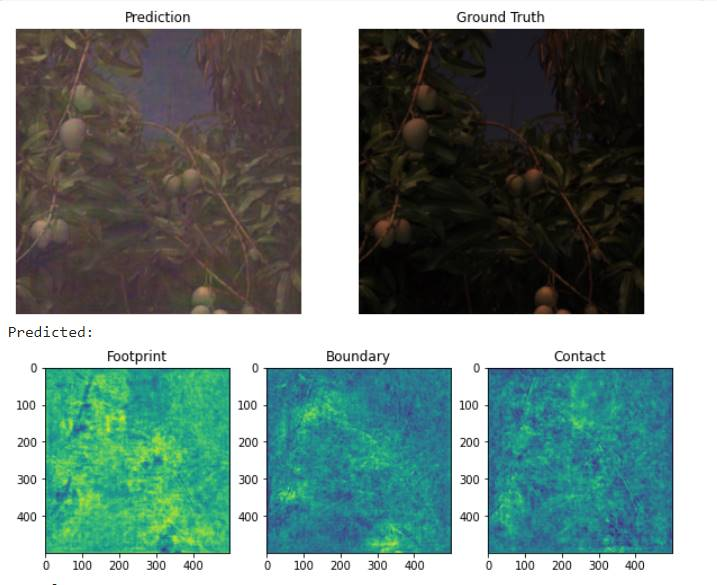 Prediction Ground Truth
Predicted:
Footprint Boundary Contact
0 0 0
100 100 100
200 200 200
300 300 300
400 400 400
0 100 200 300 400 0 100 200 300 400 0 100 200 300 400